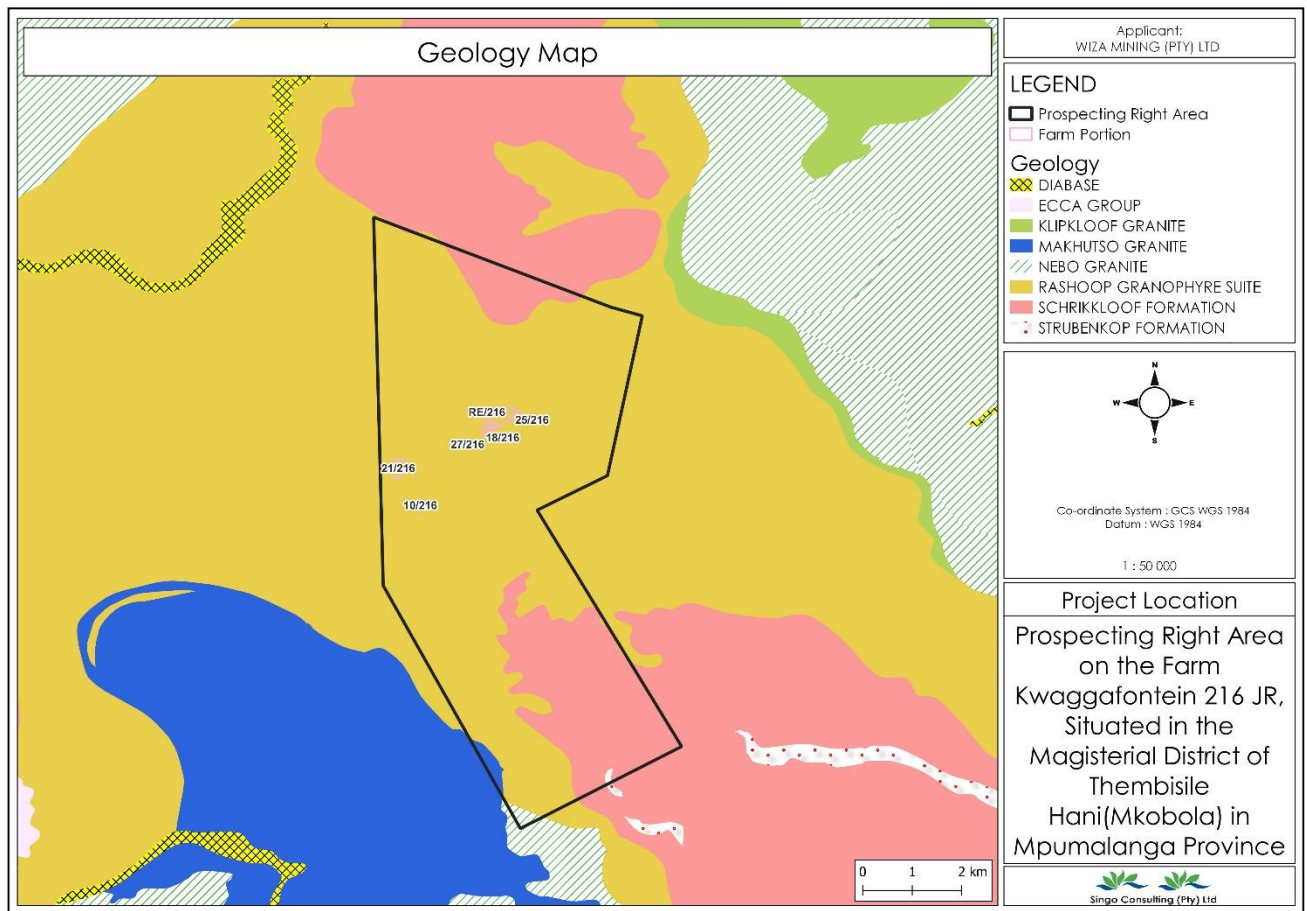 Geology Map
RE/216
25/216
18/216
27/216
21/216
10/216
0 1 2 km
Applicant:
WIZA MINING (PTY) LTD
LEGEND
Prospecting Right Area
Farm Portion
Geology
DIABASE
ECCA GROUP
KLIPKLOOF GRANITE
MAKHUTSO GRANITE
NEBO GRANITE
RASHOOP GRANOPHYRE SUITE
SCHRIKKLOOF FORMATION
STRUBENKOP FORMATION
N
W E
S
Co-ordinate System : GCS WGS 1984
Datum : WGS 1984
1 : 50 000
Project Location
Prospecting Right Area
on the Farm
Kwaggafontein 216 JR,
Situated in the
Magisterial District of
Thembisile
Hani(Mkobola) in
Mpumalanga Province
Singo Consulting (Pty) Ltd